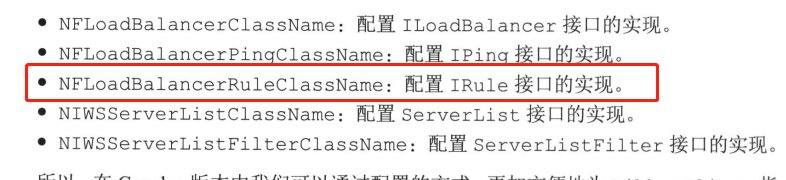 • NFLoadBalancerClassName：配置 ILoadBalancer 接口的实现。
• NFLoadBalancerPingClassName：配置 IPing 接口的实现。
• NFLoadBalancerRuleClassName：配置 IRule 接口的实现。
• NIWSServerListClassName：配置 ServerList 接口的实现。
• NIWSServerListFilterClassName：配置 ServerListFilter 接口的实现。